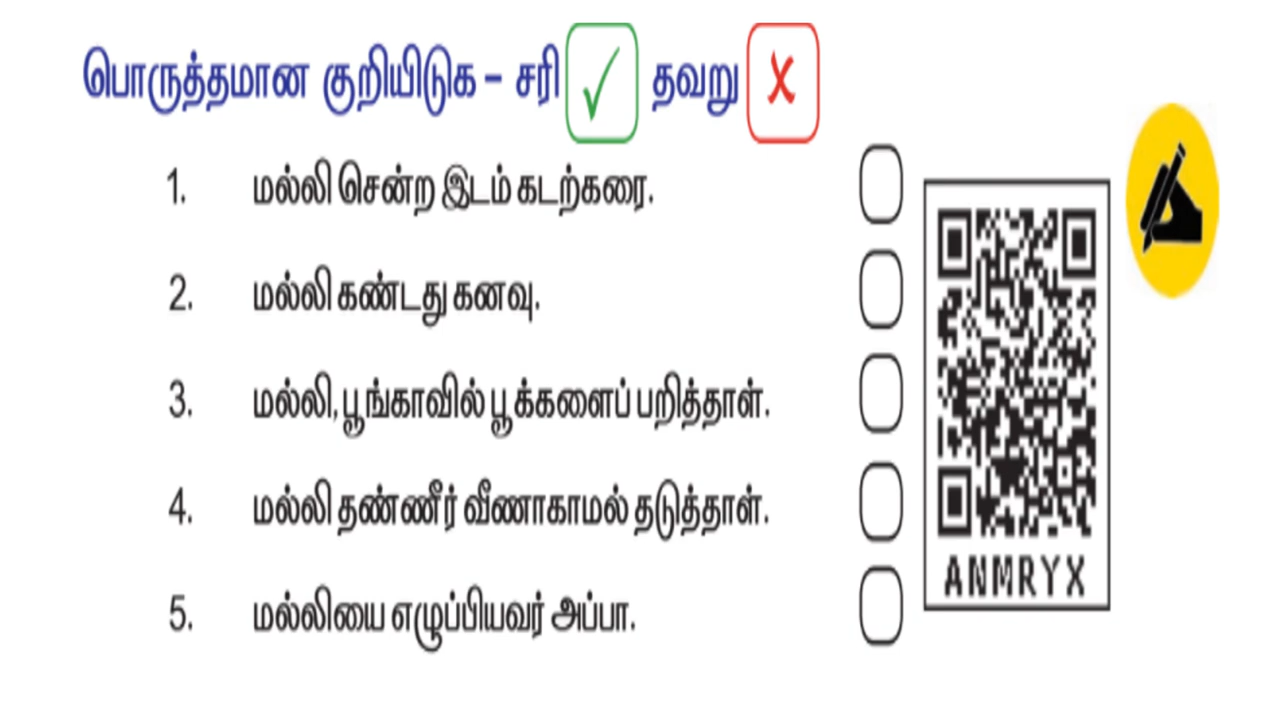 பொருத்தமான குறியிடுக – சரி ✓ தவறு ✗
1. மல்லி சென்ற இடம் கடற்கரை.
2. மல்லி கண்டது கனவு.
3. மல்லி, பூங்காவில் பூக்களைப் பறித்தாள்.
4. மல்லி தண்ணீர் வீணாகாமல் தடுத்தாள்.
5. மல்லியை எழுப்பியவர் அப்பா.
ANMRYX